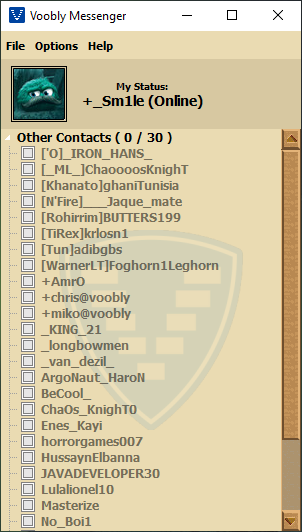 Voobly Messenger
File Options Help
My Status:
+_Sm1le (Online)
Other Contacts ( 0 / 30 )
['O]_IRON_HANS_
[_ML_]ChaoooosKnighT
[Khanato]ghaniTunisia
[N'Fire]___Jaque_mate
[Rohirrim]BUTTERS199
[TiRex]krlosn1
[Tun]adibgbs
[WarnerLT]Foghorn1Leghorn
+AmrO
+chris@voobly
+miko@voobly
_KING_21
_longbowmen
_van_dezil_
ArgoNaut_HaroN
BeCool_
ChaOs_KnighT0
Enes_Kayi
horrorgames007
HussaynElbanna
JAVADEVELOPER30
Lulalionel10
Masterize
No_Boi1